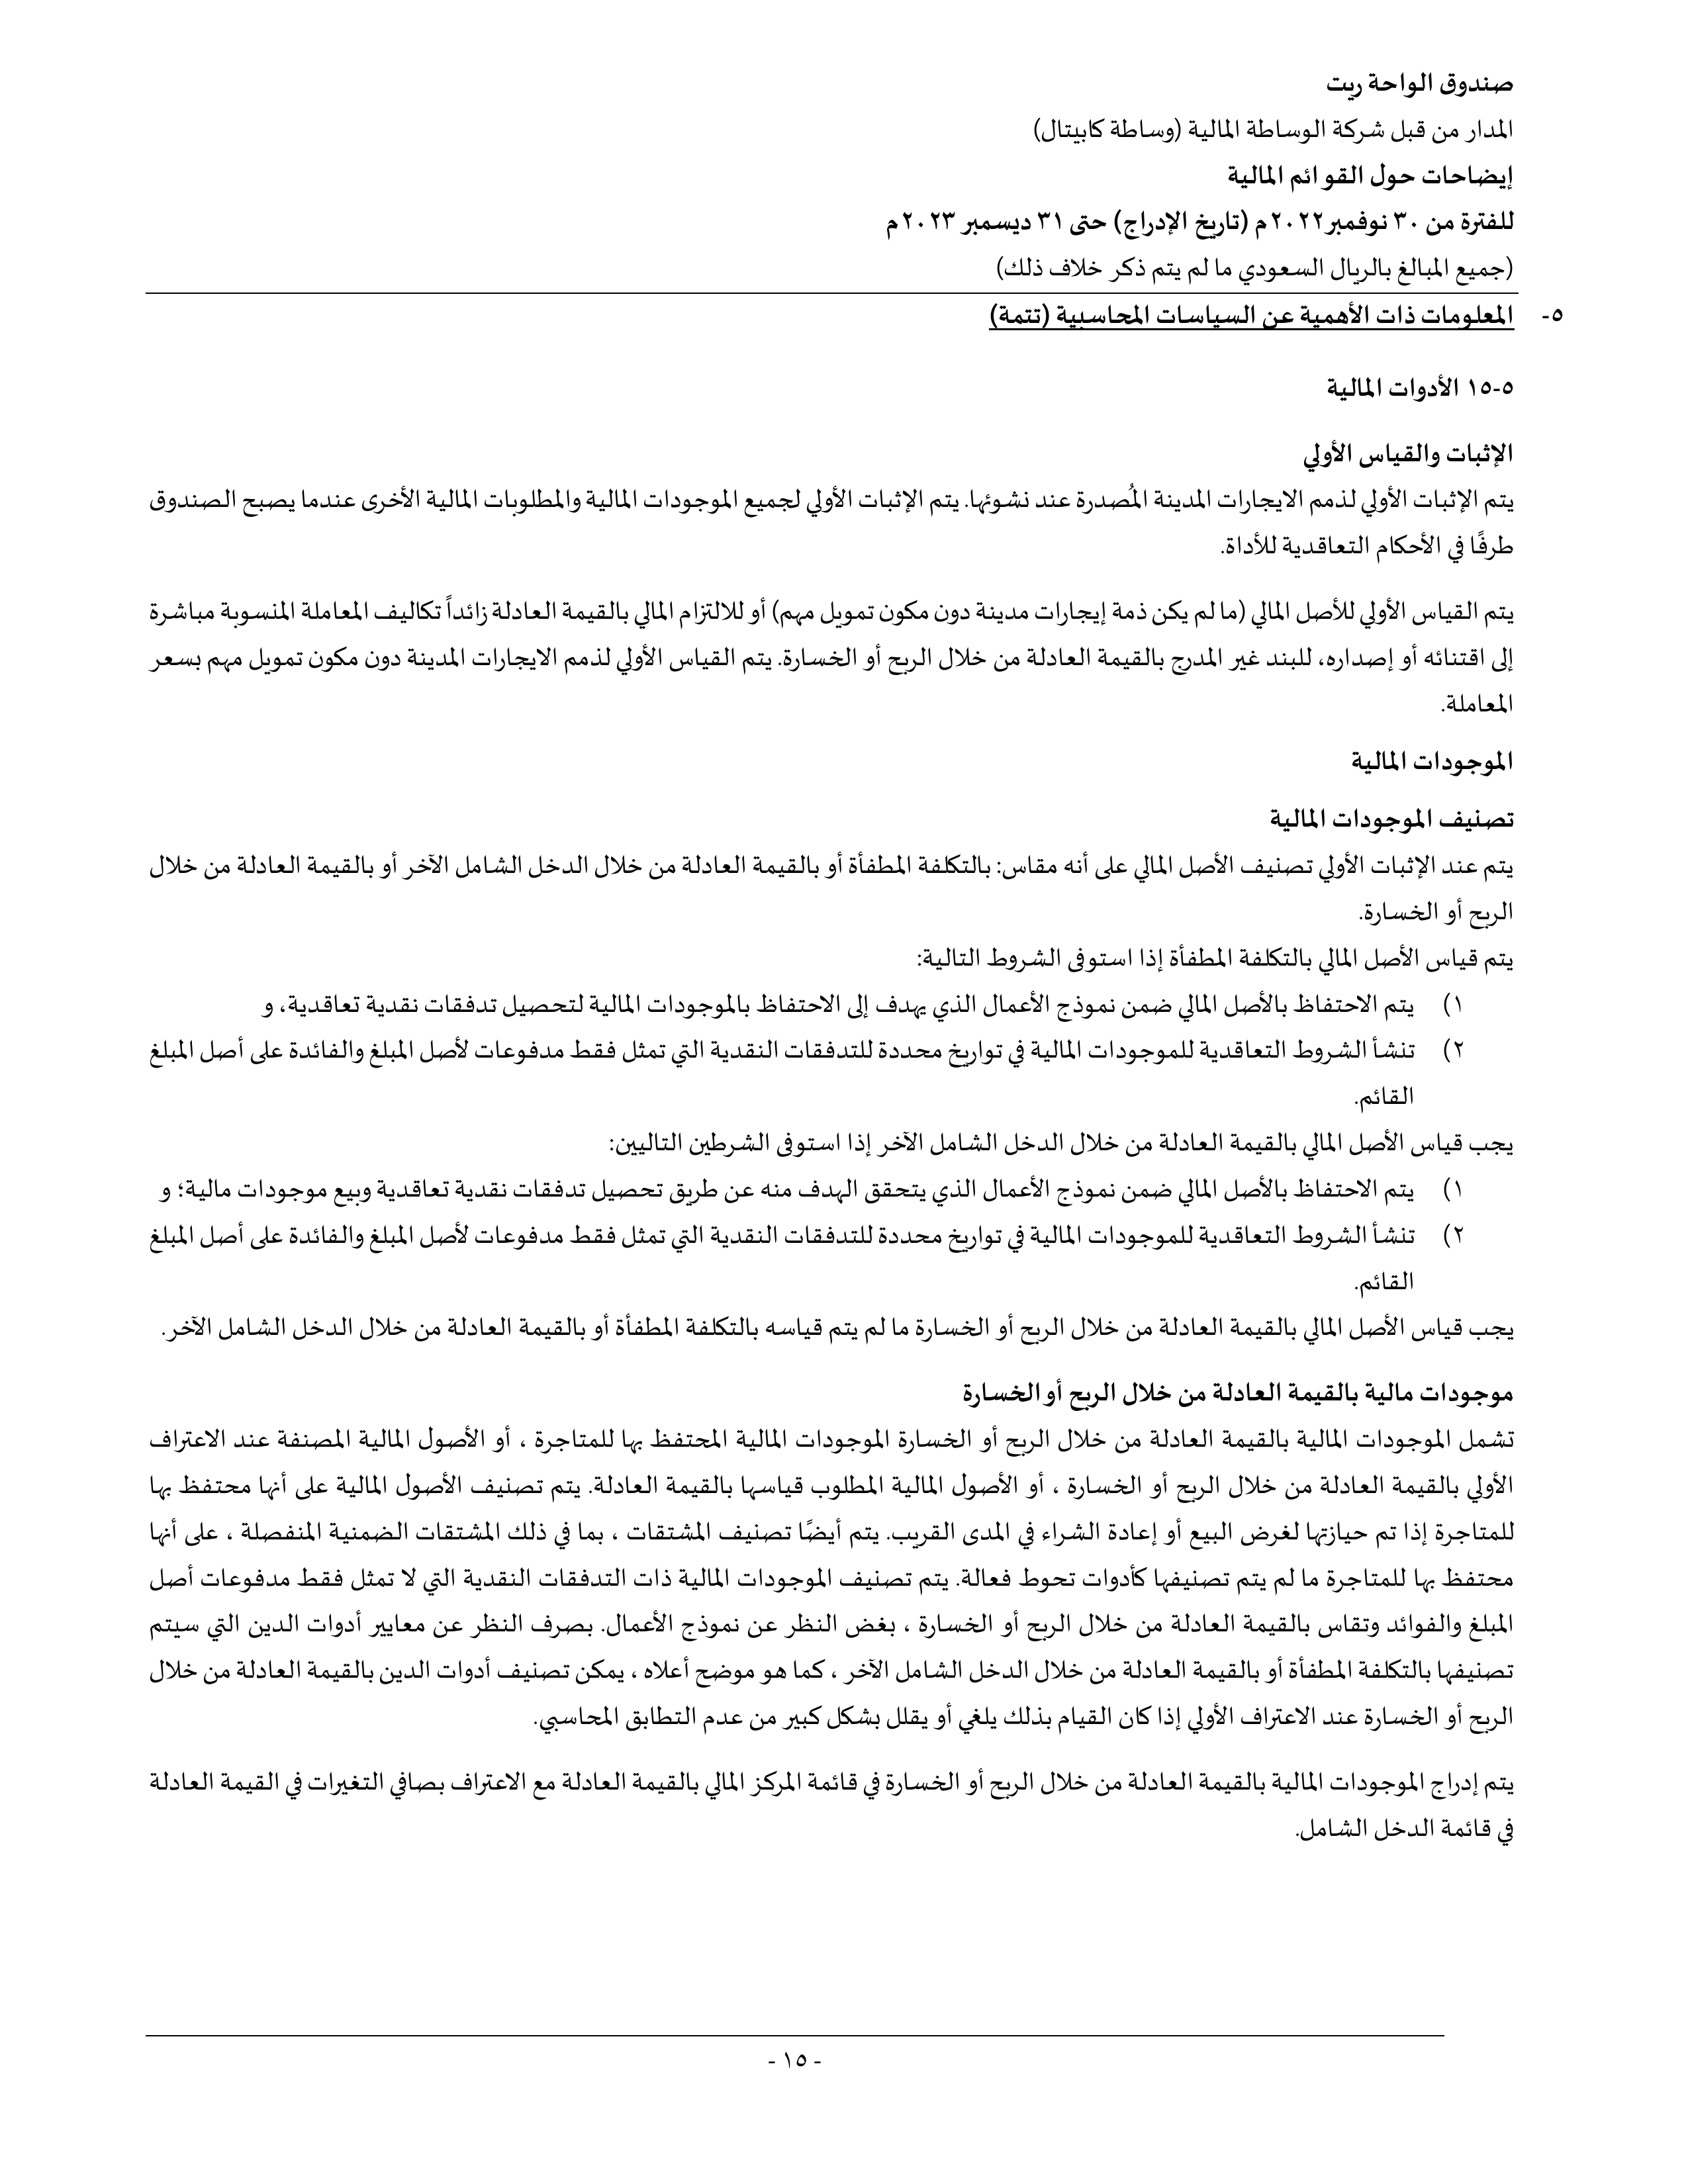 صندوق الواحة ريت
المدار من قبل شركة الوساطة المالية (وساطة كابيتال)
إيضاحات حول القوائم المالية
للفترة من ٣٠ نوفمبر٢٠٢٢م (تاريخ الإدراج) حتى ٣١ ديسمبر ٢٠٢٣م
(جميع المبالغ بالريال السعودي ما لم يتم ذكر خلاف ذلك)
٥- المعلومات ذات الأهمية عن السياسات المحاسبية (تتمة)
٥-١٥ الأدوات المالية
الإثبات والقياس الأولي
يتم الإثبات الأولي لذمم الايجارات المدينة المُصدرة عند نشوئها. يتم الإثبات الأولي لجميع الموجودات المالية والمطلوبات المالية الأخرى عندما يصبح الصندوق
طرفًا في الأحكام التعاقدية للأداة.
يتم القياس الأولي للأصل المالي (ما لم يكن ذمة إيجارات مدينة دون مكون تمويل مهم) أو للالتزام المالي بالقيمة العادلة زائداً تكاليف المعاملة المنسوبة مباشرة
إلى اقتنائه أو إصداره، للبند غير المدرج بالقيمة العادلة من خلال الربح أو الخسارة. يتم القياس الأولي لذمم الايجارات المدينة دون مكون تمويل مهم بسعر
المعاملة.
الموجودات المالية
تصنيف الموجودات المالية
يتم عند الإثبات الأولي تصنيف الأصل المالي على أنه مقاس: بالتكلفة المطفأة أو بالقيمة العادلة من خلال الدخل الشامل الآخر أو بالقيمة العادلة من خلال
الربح أو الخسارة.
يتم قياس الأصل المالي بالتكلفة المطفأة إذا استوفى الشروط التالية:
١) يتم الاحتفاظ بالأصل المالي ضمن نموذج الأعمال الذي يهدف إلى الاحتفاظ بالموجودات المالية لتحصيل تدفقات نقدية تعاقدية، و
٢) تنشأ الشروط التعاقدية للموجودات المالية في تواريخ محددة للتدفقات النقدية التي تمثل فقط مدفوعات لأصل المبلغ والفائدة على أصل المبلغ
القائم.
يجب قياس الأصل المالي بالقيمة العادلة من خلال الدخل الشامل الآخر إذا استوفى الشرطين التاليين:
١) يتم الاحتفاظ بالأصل المالي ضمن نموذج الأعمال الذي يتحقق الهدف منه عن طريق تحصيل تدفقات نقدية تعاقدية وبيع موجودات مالية؛ و
٢) تنشأ الشروط التعاقدية للموجودات المالية في تواريخ محددة للتدفقات النقدية التي تمثل فقط مدفوعات لأصل المبلغ والفائدة على أصل المبلغ
القائم.
يجب قياس الأصل المالي بالقيمة العادلة من خلال الربح أو الخسارة ما لم يتم قياسه بالتكلفة المطفأة أو بالقيمة العادلة من خلال الدخل الشامل الآخر.
موجودات مالية بالقيمة العادلة من خلال الربح أو الخسارة
تشمل الموجودات المالية بالقيمة العادلة من خلال الربح أو الخسارة الموجودات المالية المحتفظ بها للمتاجرة ، أو الأصول المالية المصنفة عند الاعتراف
الأولي بالقيمة العادلة من خلال الربح أو الخسارة ، أو الأصول المالية المطلوب قياسها بالقيمة العادلة. يتم تصنيف الأصول المالية على أنها محتفظ بها
للمتاجرة إذا تم حيازتها لغرض البيع أو إعادة الشراء في المدى القريب. يتم أيضًا تصنيف المشتقات ، بما في ذلك المشتقات الضمنية المنفصلة ، على أنها
محتفظ بها للمتاجرة ما لم يتم تصنيفها كأدوات تحوط فعالة. يتم تصنيف الموجودات المالية ذات التدفقات النقدية التي لا تمثل فقط مدفوعات أصل
المبلغ والفوائد وتقاس بالقيمة العادلة من خلال الربح أو الخسارة ، بغض النظر عن نموذج الأعمال. بصرف النظر عن معايير أدوات الدين التي سيتم
تصنيفها بالتكلفة المطفأة أو بالقيمة العادلة من خلال الدخل الشامل الآخر ، كما هو موضح أعلاه ، يمكن تصنيف أدوات الدين بالقيمة العادلة من خلال
الربح أو الخسارة عند الاعتراف الأولي إذا كان القيام بذلك يلغي أو يقلل بشكل كبير من عدم التطابق المحاسبي.
يتم إدراج الموجودات المالية بالقيمة العادلة من خلال الربح أو الخسارة في قائمة المركز المالي بالقيمة العادلة مع الاعتراف بصافي التغيرات في القيمة العادلة
في قائمة الدخل الشامل.
- ١٥ -